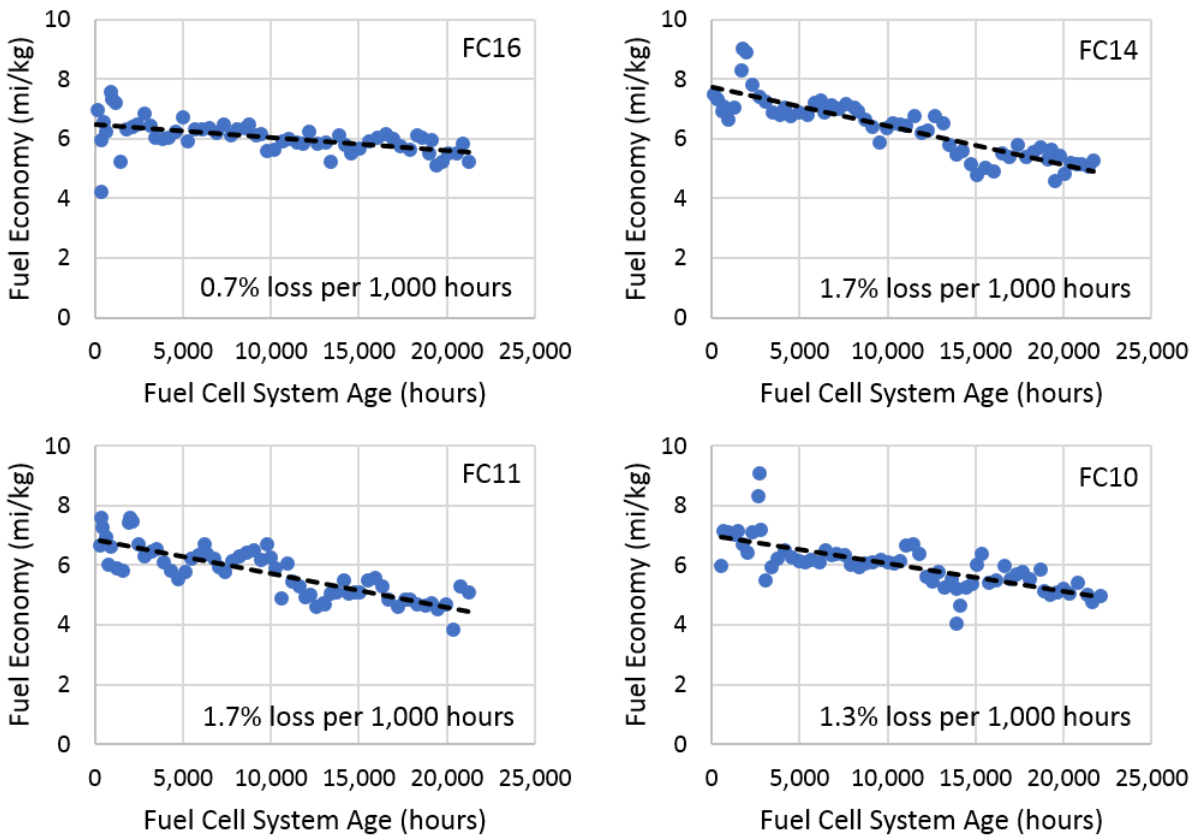 Fuel Economy (mi/kg)
10
8
6
4
2
0
FC16
0.7% loss per 1,000 hours
0 5,000 10,000 15,000 20,000 25,000
Fuel Cell System Age (hours)
Fuel Economy (mi/kg)
10
8
6
4
2
0
FC14
1.7% loss per 1,000 hours
0 5,000 10,000 15,000 20,000 25,000
Fuel Cell System Age (hours)
Fuel Economy (mi/kg)
10
8
6
4
2
0
FC11
1.7% loss per 1,000 hours
0 5,000 10,000 15,000 20,000 25,000
Fuel Cell System Age (hours)
Fuel Economy (mi/kg)
10
8
6
4
2
0
FC10
1.3% loss per 1,000 hours
0 5,000 10,000 15,000 20,000 25,000
Fuel Cell System Age (hours)